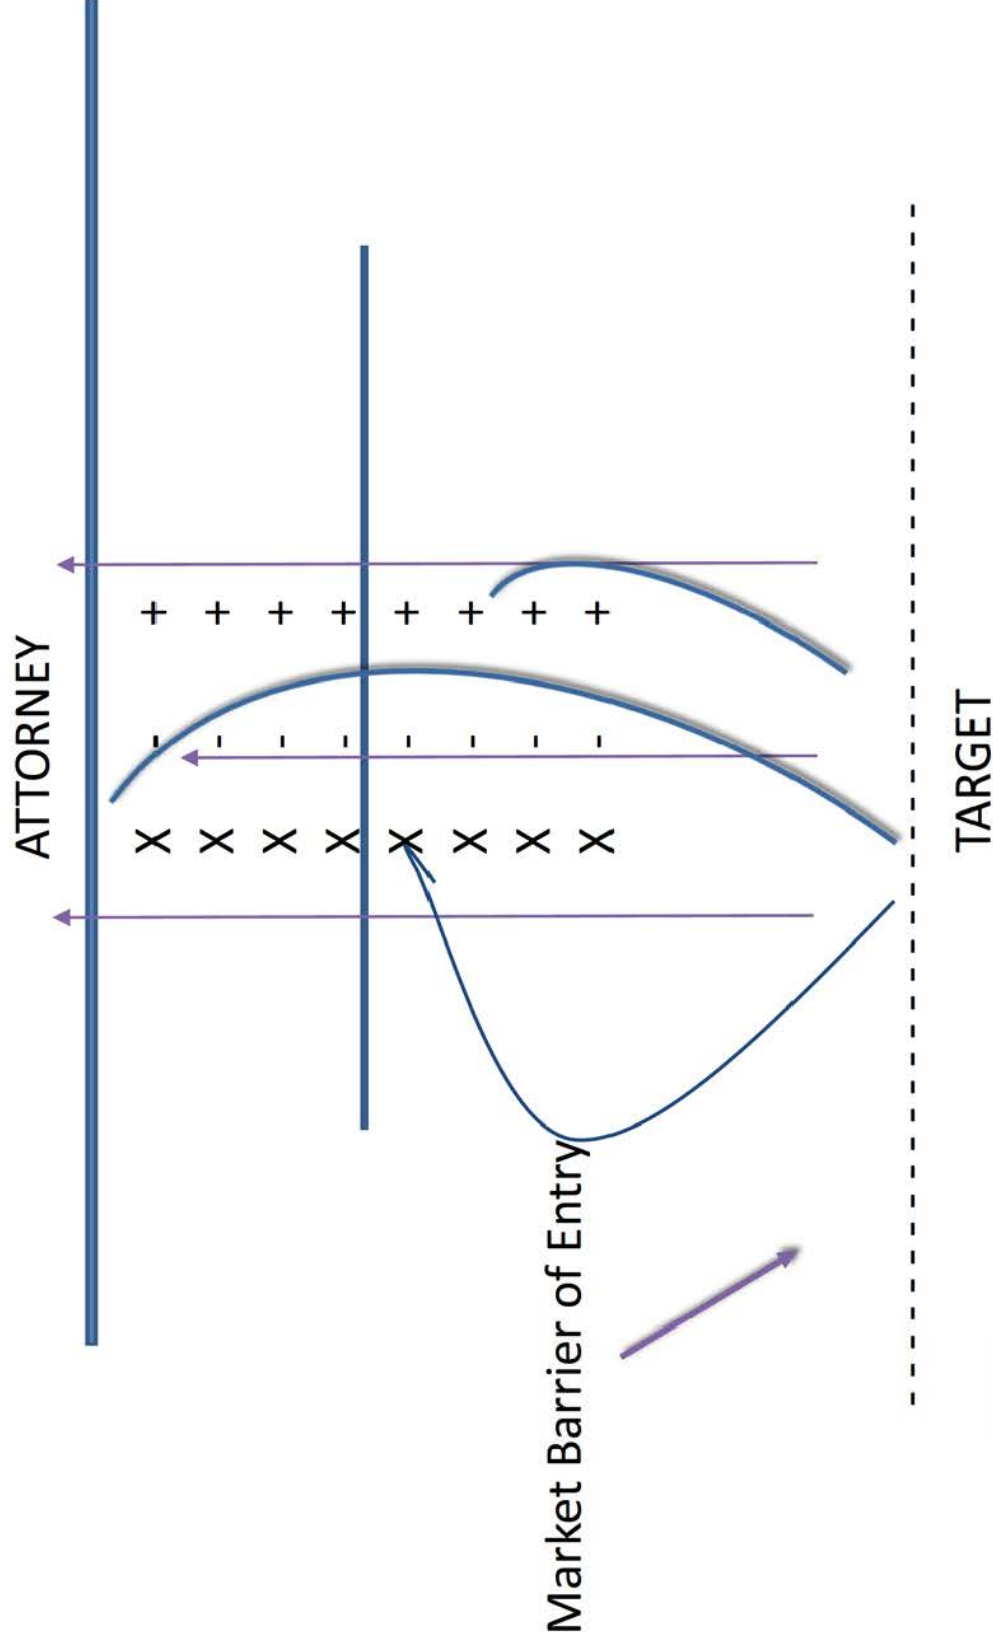 ATTORNEY
+ + + + + + + +
- - - - - - - -
X X X X X X X X
Market Barrier of Entry
TARGET